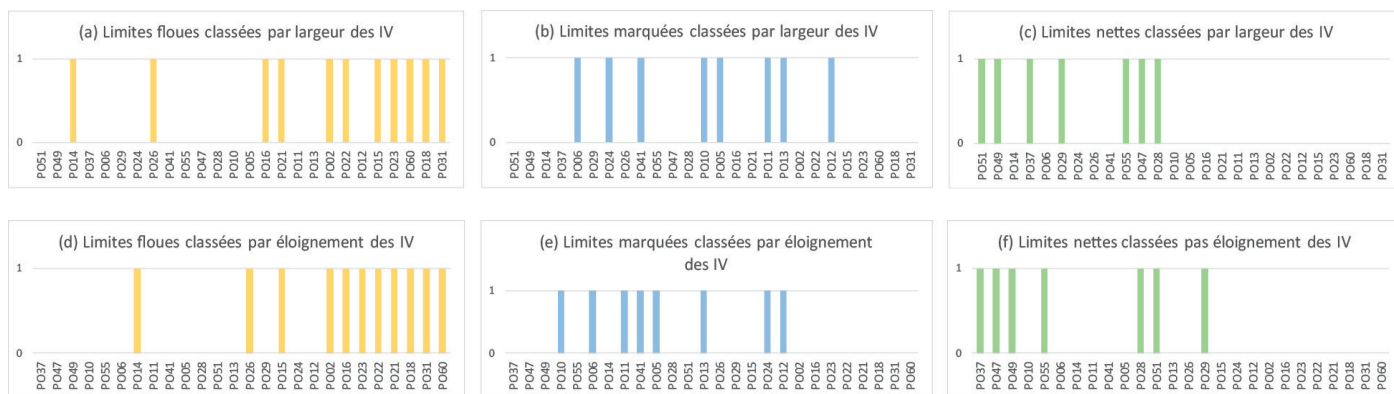 (a) Limites floues classées par largeur des IV
1
0
PO51 PO49 PO14 PO37 PO06 PO29 PO24 PO26 PO41 PO55 PO47 PO28 PO10 PO05 PO16 PO21 PO11 PO13 PO02 PO22 PO12 PO15 PO23 PO60 PO18 PO31
(b) Limites marquées classées par largeur des IV
1
0
PO51 PO49 PO14 PO37 PO06 PO29 PO24 PO26 PO41 PO55 PO47 PO28 PO10 PO05 PO16 PO21 PO11 PO13 PO02 PO22 PO12 PO15 PO23 PO60 PO18 PO31
(c) Limites nettes classées par largeur des IV
1
0
PO51 PO49 PO14 PO37 PO06 PO29 PO24 PO26 PO41 PO55 PO47 PO28 PO10 PO05 PO16 PO21 PO11 PO13 PO02 PO22 PO12 PO15 PO23 PO60 PO18 PO31
(d) Limites floues classées par éloignement des IV
1
0
PO37 PO47 PO49 PO10 PO55 PO06 PO14 PO11 PO41 PO05 PO28 PO51 PO13 PO26 PO29 PO15 PO24 PO12 PO02 PO16 PO23 PO22 PO21 PO18 PO31 PO60
(e) Limites marquées classées par éloignement
des IV
1
0
PO37 PO47 PO49 PO10 PO55 PO06 PO14 PO11 PO41 PO05 PO28 PO51 PO13 PO26 PO29 PO15 PO24 PO12 PO02 PO16 PO23 PO22 PO21 PO18 PO31 PO60
(f) Limites nettes classées pas éloignement des IV
1
0
PO37 PO47 PO49 PO10 PO55 PO06 PO14 PO11 PO41 PO05 PO28 PO51 PO13 PO26 PO29 PO15 PO24 PO12 PO02 PO16 PO23 PO22 PO21 PO18 PO31 PO60